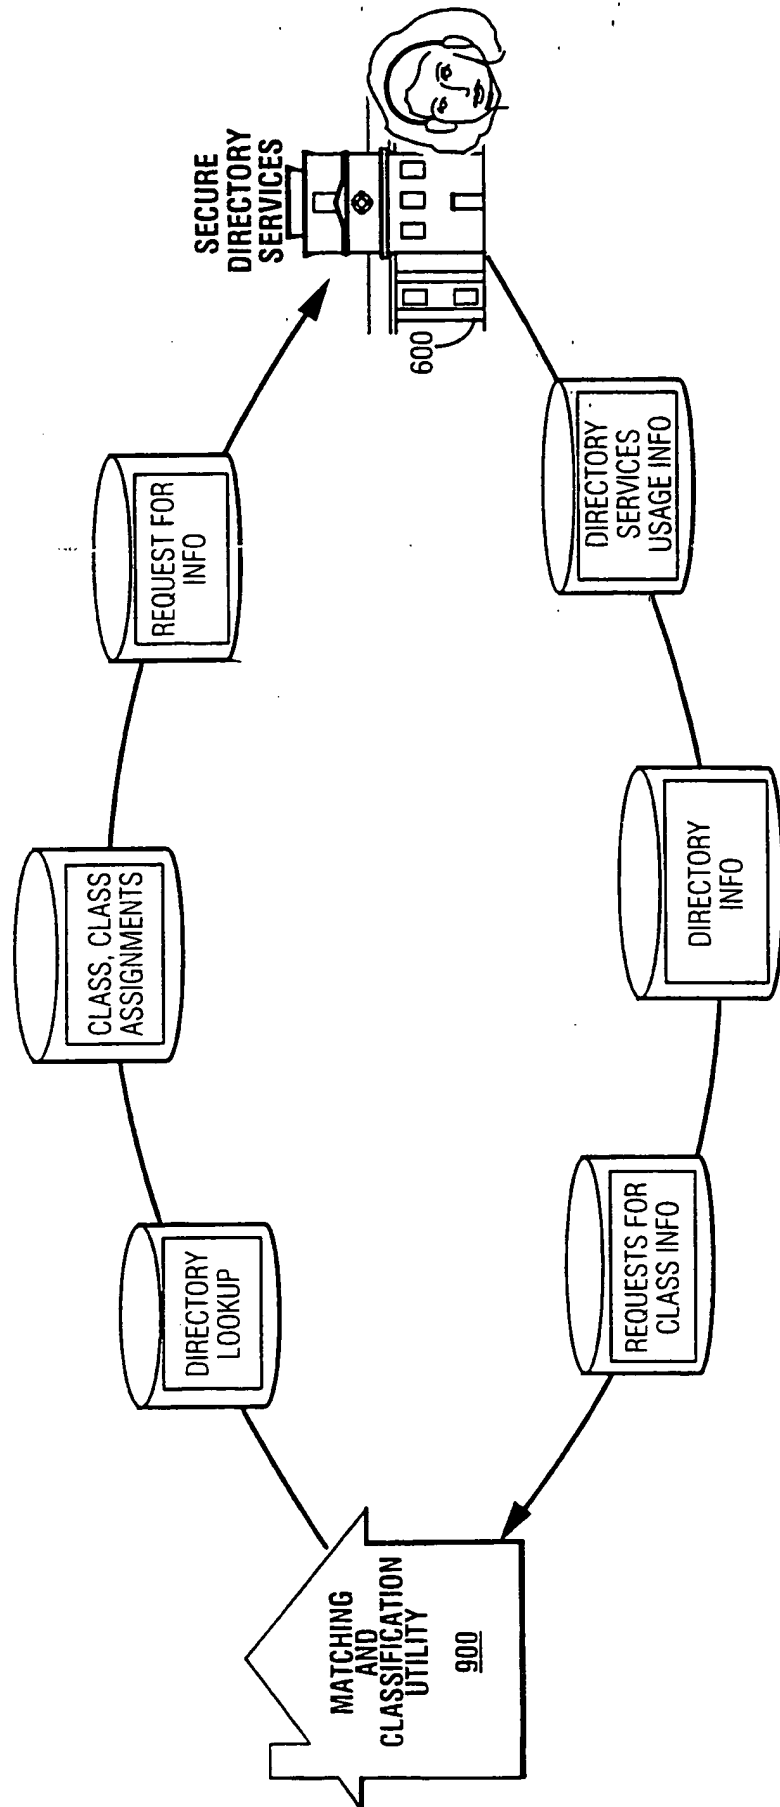 SECURE
DIRECTORY
SERVICES
600
REQUEST FOR
INFO
CLASS, CLASS
ASSIGNMENTS
DIRECTORY
LOOKUP
MATCHING
AND
CLASSIFICATION
UTILITY
900
REQUESTS FOR
CLASS INFO
DIRECTORY
INFO
DIRECTORY
SERVICES
USAGE INFO